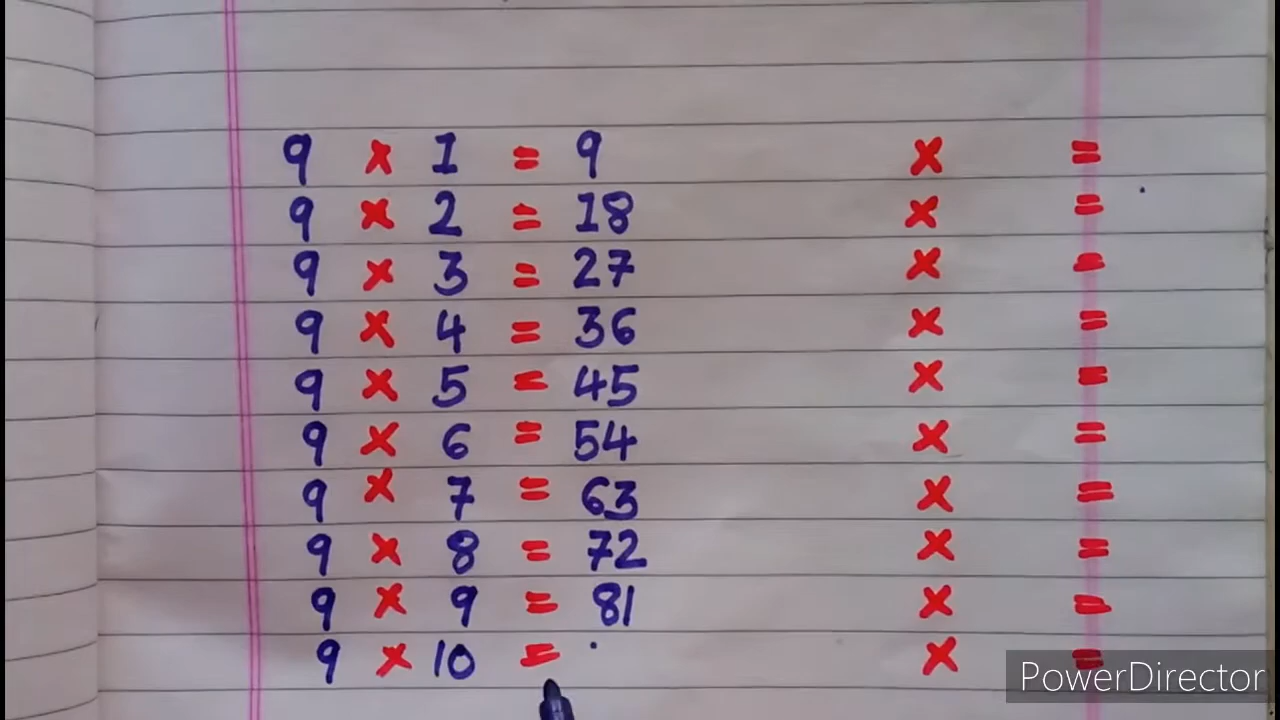 9 × 1 = 9 × =
9 × 2 = 18 × =
9 × 3 = 27 × =
9 × 4 = 36 × =
9 × 5 = 45 × =
9 × 6 = 54 × =
9 × 7 = 63 × =
9 × 8 = 72 × =
9 × 9 = 81 × =
9 × 10 = × =
PowerDirector